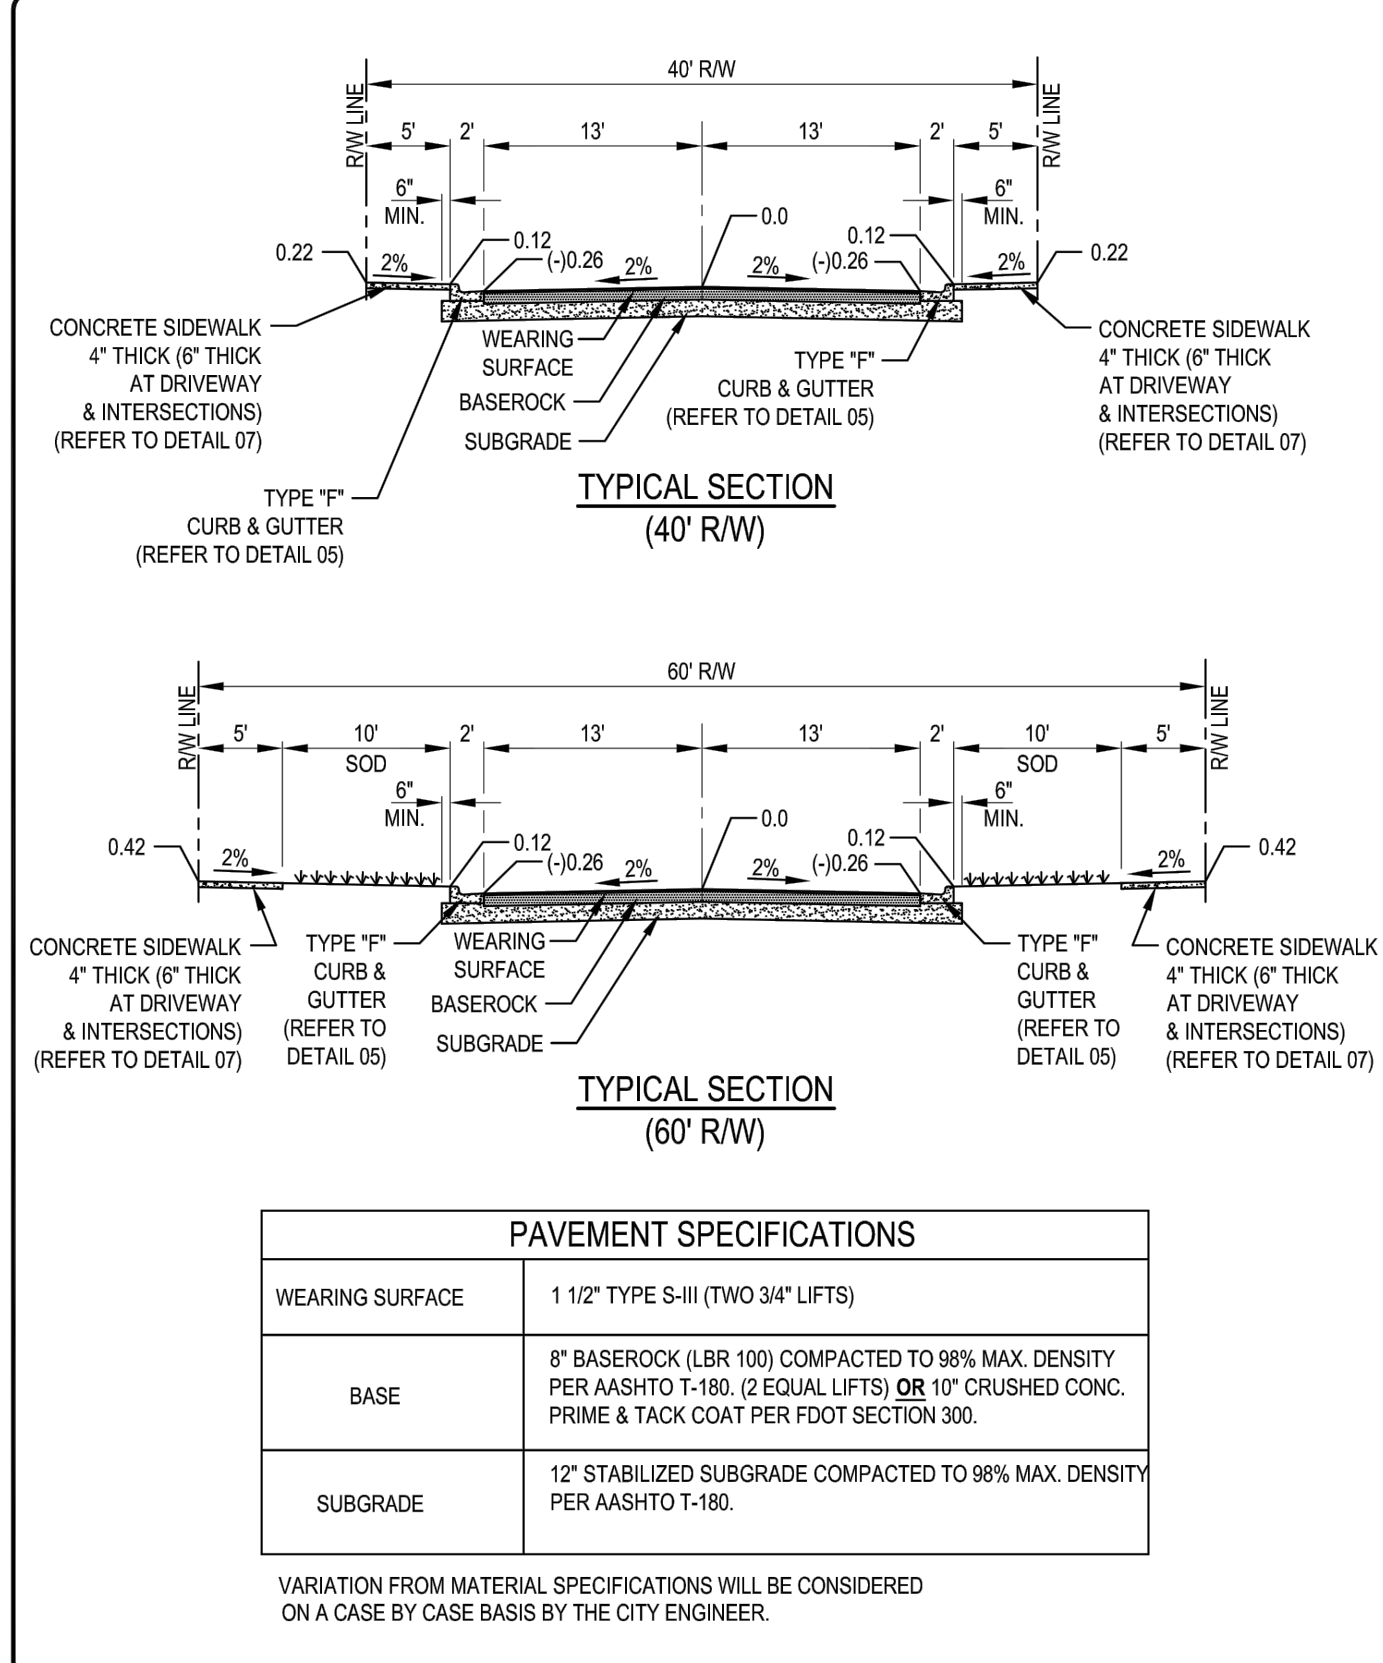 40' R/W
R/W LINE
5'
2'
13'
13'
2'
5'
R/W LINE
6"
MIN.
6"
MIN.
0.22
2%
0.12
(-)0.26
2%
0.0
2%
0.12
(-)0.26
2%
0.22
CONCRETE SIDEWALK
4" THICK (6" THICK
AT DRIVEWAY
& INTERSECTIONS)
(REFER TO DETAIL 07)
TYPE "F"
CURB & GUTTER
(REFER TO DETAIL 05)
WEARING
SURFACE
BASEROCK
SUBGRADE
TYPE "F"
CURB & GUTTER
(REFER TO DETAIL 05)
CONCRETE SIDEWALK
4" THICK (6" THICK
AT DRIVEWAY
& INTERSECTIONS)
(REFER TO DETAIL 07)
TYPICAL SECTION
(40' R/W)
60' R/W
R/W LINE
5'
10'
SOD
2'
13'
13'
2'
10'
SOD
5'
R/W LINE
6"
MIN.
6"
MIN.
0.42
2%
0.12
(-)0.26
2%
0.0
2%
0.12
(-)0.26
2%
0.42
CONCRETE SIDEWALK
4" THICK (6" THICK
AT DRIVEWAY
& INTERSECTIONS)
(REFER TO DETAIL 07)
TYPE "F"
CURB &
GUTTER
(REFER TO
DETAIL 05)
WEARING
SURFACE
BASEROCK
SUBGRADE
TYPE "F"
CURB &
GUTTER
(REFER TO
DETAIL 05)
CONCRETE SIDEWALK
4" THICK (6" THICK
AT DRIVEWAY
& INTERSECTIONS)
(REFER TO DETAIL 07)
TYPICAL SECTION
(60' R/W)
PAVEMENT SPECIFICATIONS
WEARING SURFACE
1 1/2" TYPE S-III (TWO 3/4" LIFTS)
BASE
8" BASEROCK (LBR 100) COMPACTED TO 98% MAX. DENSITY
PER AASHTO T-180. (2 EQUAL LIFTS) OR 10" CRUSHED CONC.
PRIME & TACK COAT PER FDOT SECTION 300.
SUBGRADE
12" STABILIZED SUBGRADE COMPACTED TO 98% MAX. DENSITY
PER AASHTO T-180.
VARIATION FROM MATERIAL SPECIFICATIONS WILL BE CONSIDERED
ON A CASE BY CASE BASIS BY THE CITY ENGINEER.